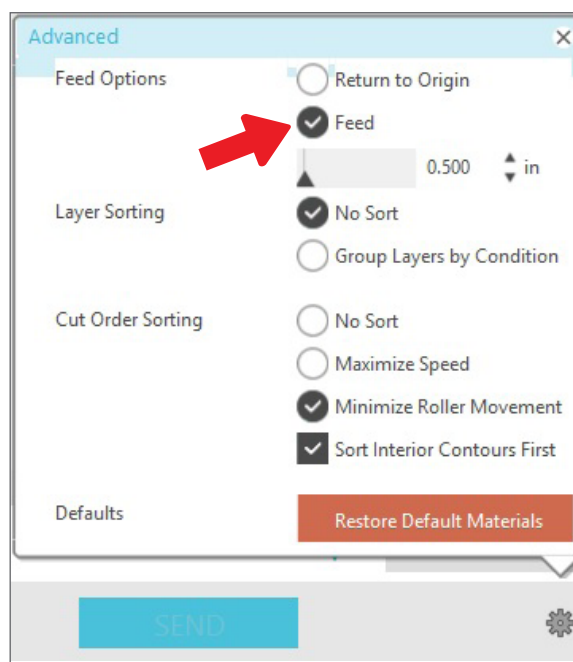 Advanced
Feed Options
Return to Origin
Feed
0.500 in
Layer Sorting
No Sort
Group Layers by Condition
Cut Order Sorting
No Sort
Maximize Speed
Minimize Roller Movement
Sort Interior Contours First
Defaults
Restore Default Materials
SEND